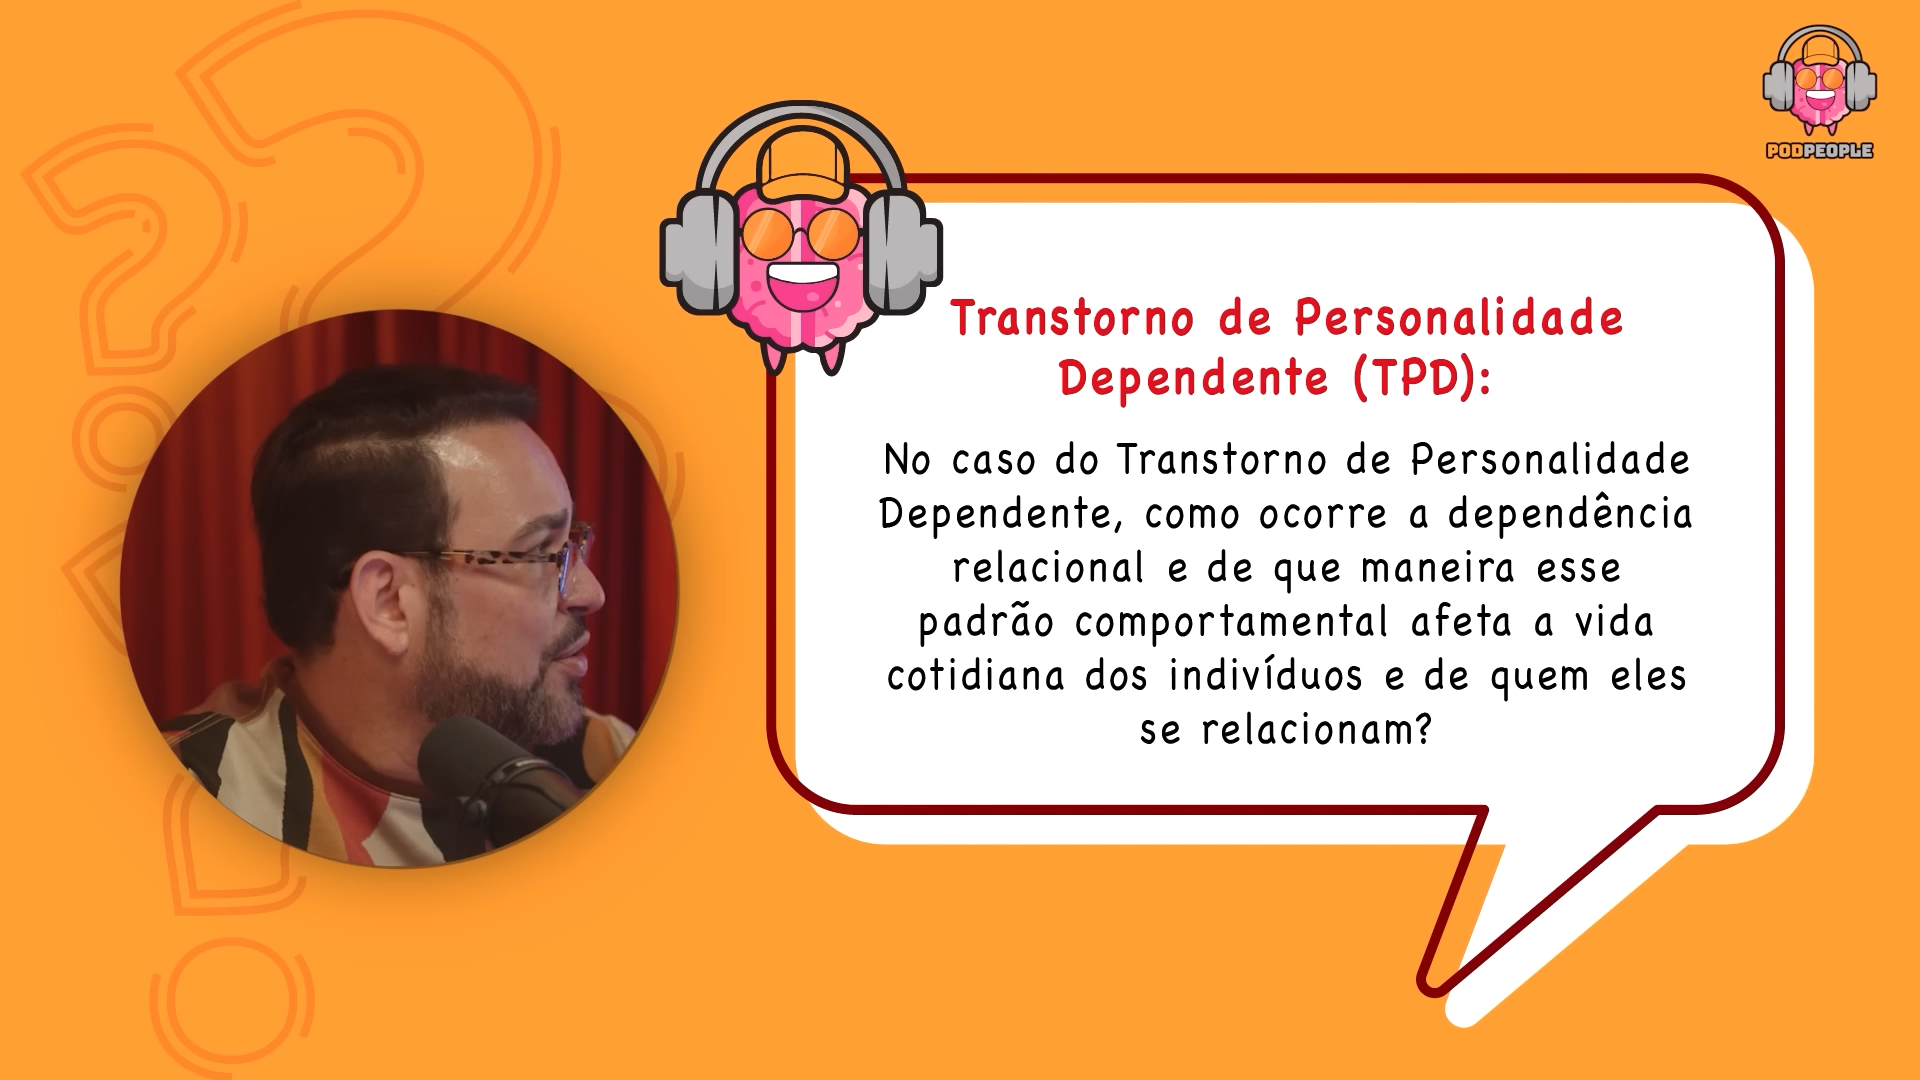 PODPEOPLE
Transtorno de Personalidade
Dependente (TPD):
No caso do Transtorno de Personalidade
Dependente, como ocorre a dependência
relacional e de que maneira esse
padrão comportamental afeta a vida
cotidiana dos indivíduos e de quem eles
se relacionam?